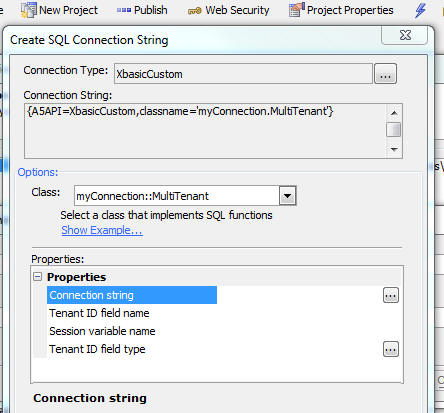 New Project Publish Web Security Project Properties
Create SQL Connection String
Connection Type: XbasicCustom ...
Connection String:
{A5API=XbasicCustom,classname='myConnection.MultiTenant'}
Options:
Class: myConnection::MultiTenant
Select a class that implements SQL functions
Show Example...
Properties:
Properties
Connection string ...
Tenant ID field name
Session variable name
Tenant ID field type ...
Connection string